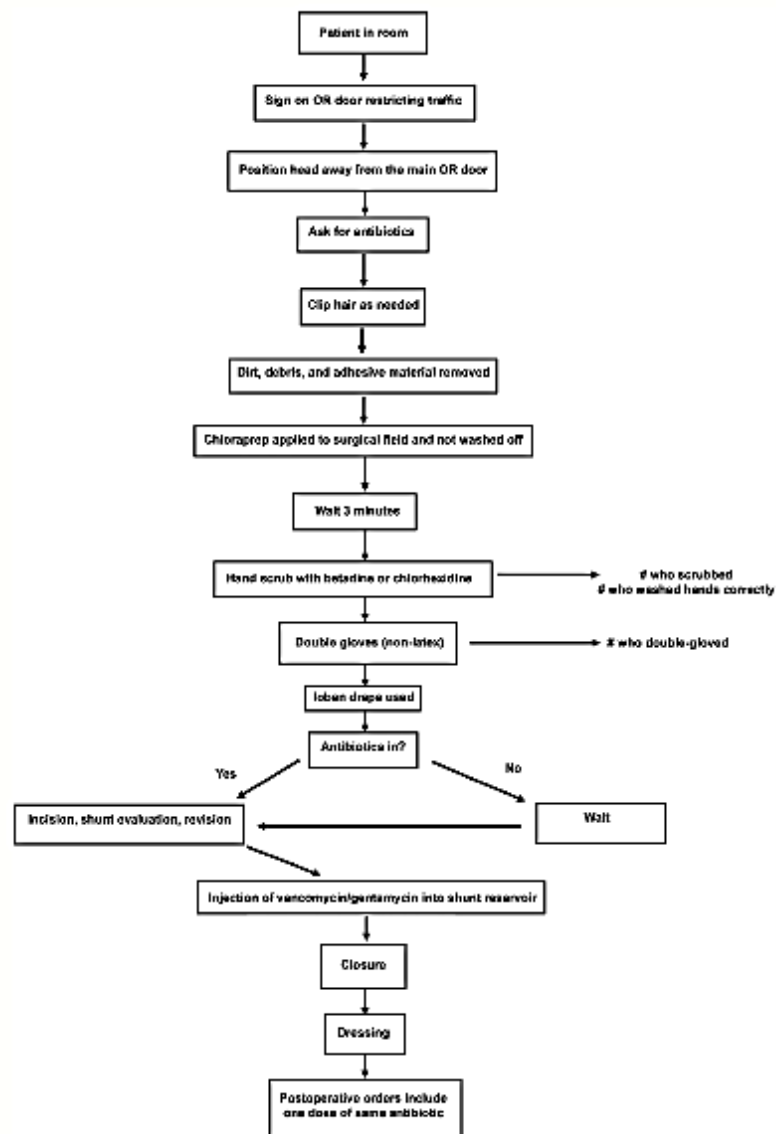 Patient in room
Sign on OR door restricting traffic
Position head away from the main OR door
Ask for antibiotics
Clip hair as needed
Dirt, debris, and adhesive material removed
Chloraprep applied to surgical field and not washed off
Wait 3 minutes
Hand scrub with betadine or chlorhexidine
# who scrubbed
# who washed hands correctly
Double gloves (non-latex)
# who double-gloved
Ioban drape used
Antibiotics in?
Yes
No
Incision, shunt evaluation, revision
Wait
Injection of vancomycin/gentamycin into shunt reservoir
Closure
Dressing
Postoperative orders include
one dose of same antibiotic